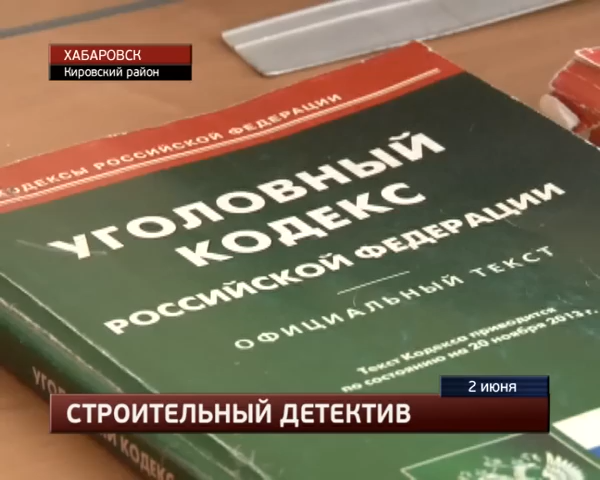 ХАБАРОВСК
Кировский район
КОДЕКСЫ РОССИЙСКОЙ ФЕДЕРАЦИИ
УГОЛОВНЫЙ
КОДЕКС
РОССИЙСКОЙ ФЕДЕРАЦИИ
ОФИЦИАЛЬНЫЙ ТЕКСТ
Текст Кодекса приводится
по состоянию на 20 ноября 2013 г.
2 июня
СТРОИТЕЛЬНЫЙ ДЕТЕКТИВ
КОДЕКС